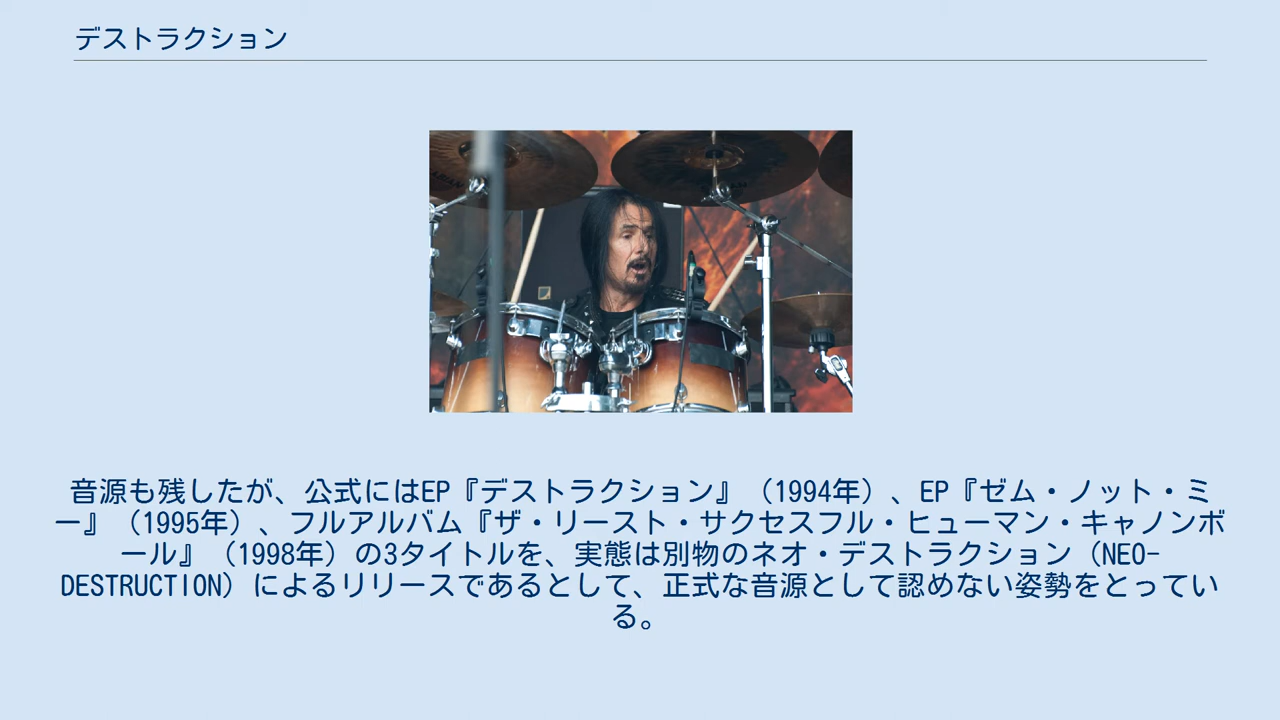 デストラクション
音源も残したが、公式にはEP『デストラクション』（1994年）、EP『ゼム・ノット・ミ
ー』（1995年）、フルアルバム『ザ・リースト・サクセスフル・ヒューマン・キャノンボ
ール』（1998年）の3タイトルを、実態は別物のネオ・デストラクション（NEO-
DESTRUCTION）によるリリースであるとして、正式な音源として認めない姿勢をとってい
る。